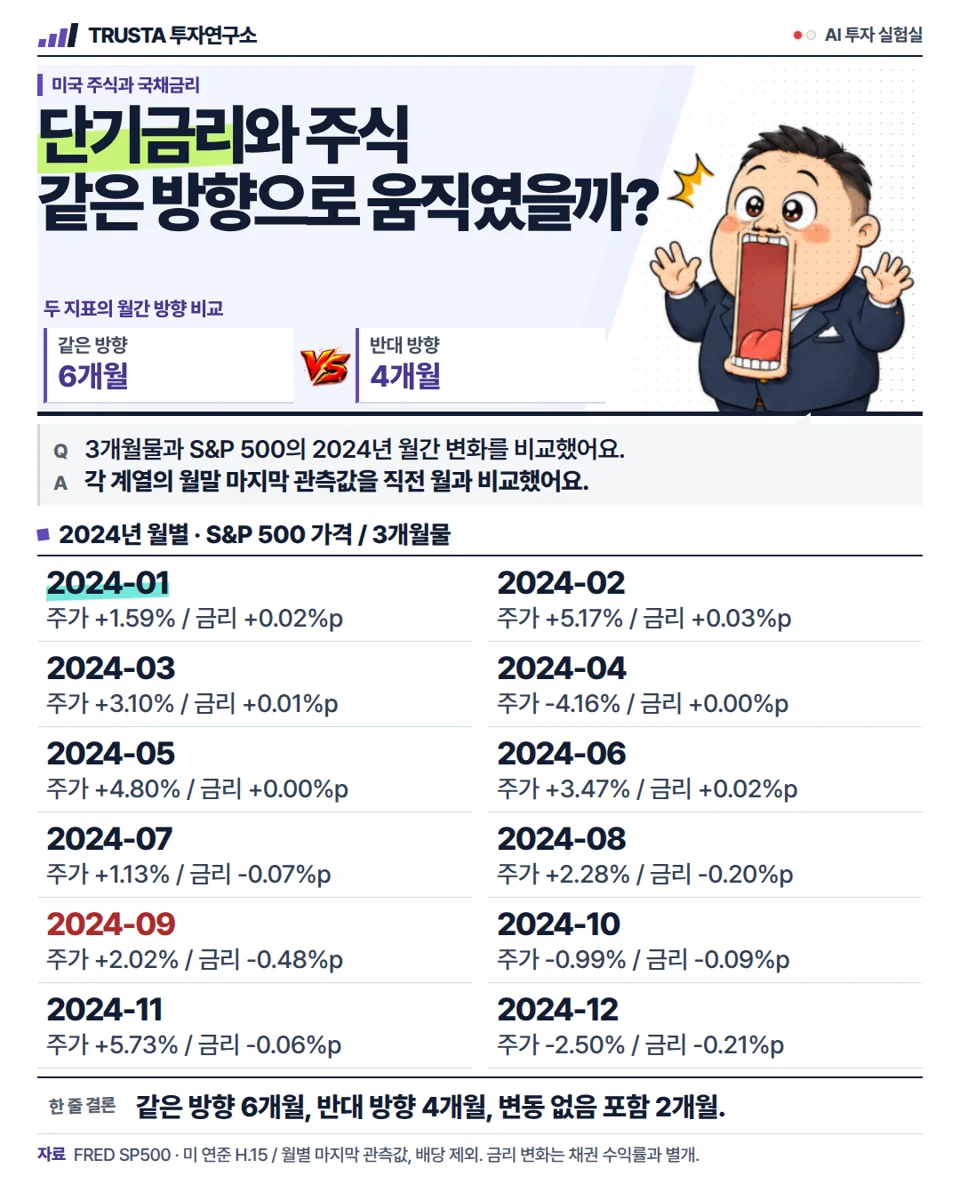 TRUSTA 투자연구소
AI 투자 실험실
미국 주식과 국채금리
단기금리와 주식
같은 방향으로 움직였을까?
두 지표의 월간 방향 비교
같은 방향
6개월
VS
반대 방향
4개월
Q 3개월물과 S&P 500의 2024년 월간 변화를 비교했어요.
A 각 계열의 월말 마지막 관측값을 직전 월과 비교했어요.
2024년 월별 · S&P 500 가격 / 3개월물
2024-01
주가 +1.59% / 금리 +0.02%p
2024-02
주가 +5.17% / 금리 +0.03%p
2024-03
주가 +3.10% / 금리 +0.01%p
2024-04
주가 -4.16% / 금리 +0.00%p
2024-05
주가 +4.80% / 금리 +0.00%p
2024-06
주가 +3.47% / 금리 +0.02%p
2024-07
주가 +1.13% / 금리 -0.07%p
2024-08
주가 +2.28% / 금리 -0.20%p
2024-09
주가 +2.02% / 금리 -0.48%p
2024-10
주가 -0.99% / 금리 -0.09%p
2024-11
주가 +5.73% / 금리 -0.06%p
2024-12
주가 -2.50% / 금리 -0.21%p
한 줄 결론 같은 방향 6개월, 반대 방향 4개월, 변동 없음 포함 2개월.
자료 FRED SP500 · 미 연준 H.15 / 월별 마지막 관측값, 배당 제외. 금리 변화는 채권 수익률과 별개.